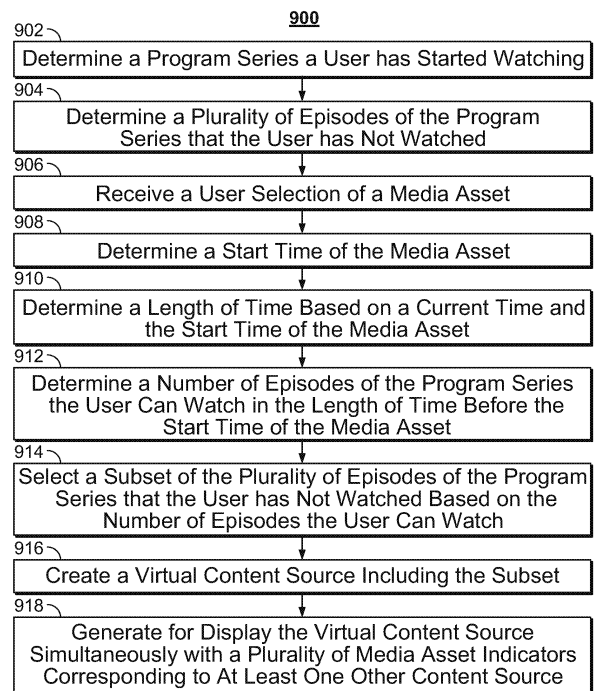 900
902
Determine a Program Series a User has Started Watching
904
Determine a Plurality of Episodes of the Program
Series that the User has Not Watched
906
Receive a User Selection of a Media Asset
908
Determine a Start Time of the Media Asset
910
Determine a Length of Time Based on a Current Time and
the Start Time of the Media Asset
912
Determine a Number of Episodes of the Program Series
the User Can Watch in the Length of Time Before the
Start Time of the Media Asset
914
Select a Subset of the Plurality of Episodes of the Program
Series that the User has Not Watched Based on the
Number of Episodes the User Can Watch
916
Create a Virtual Content Source Including the Subset
918
Generate for Display the Virtual Content Source
Simultaneously with a Plurality of Media Asset Indicators
Corresponding to At Least One Other Content Source